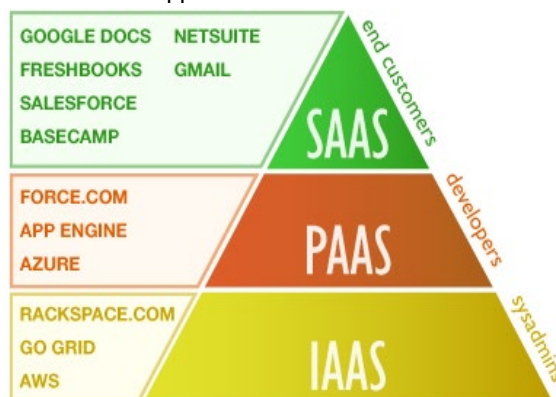 GOOGLE DOCS NETSUITE
FRESHBOOKS GMAIL
SALESFORCE
BASECAMP
SAAS
end customers
FORCE.COM
APP ENGINE
AZURE
PAAS
developers
RACKSPACE.COM
GO GRID
AWS
IAAS
sysadmins